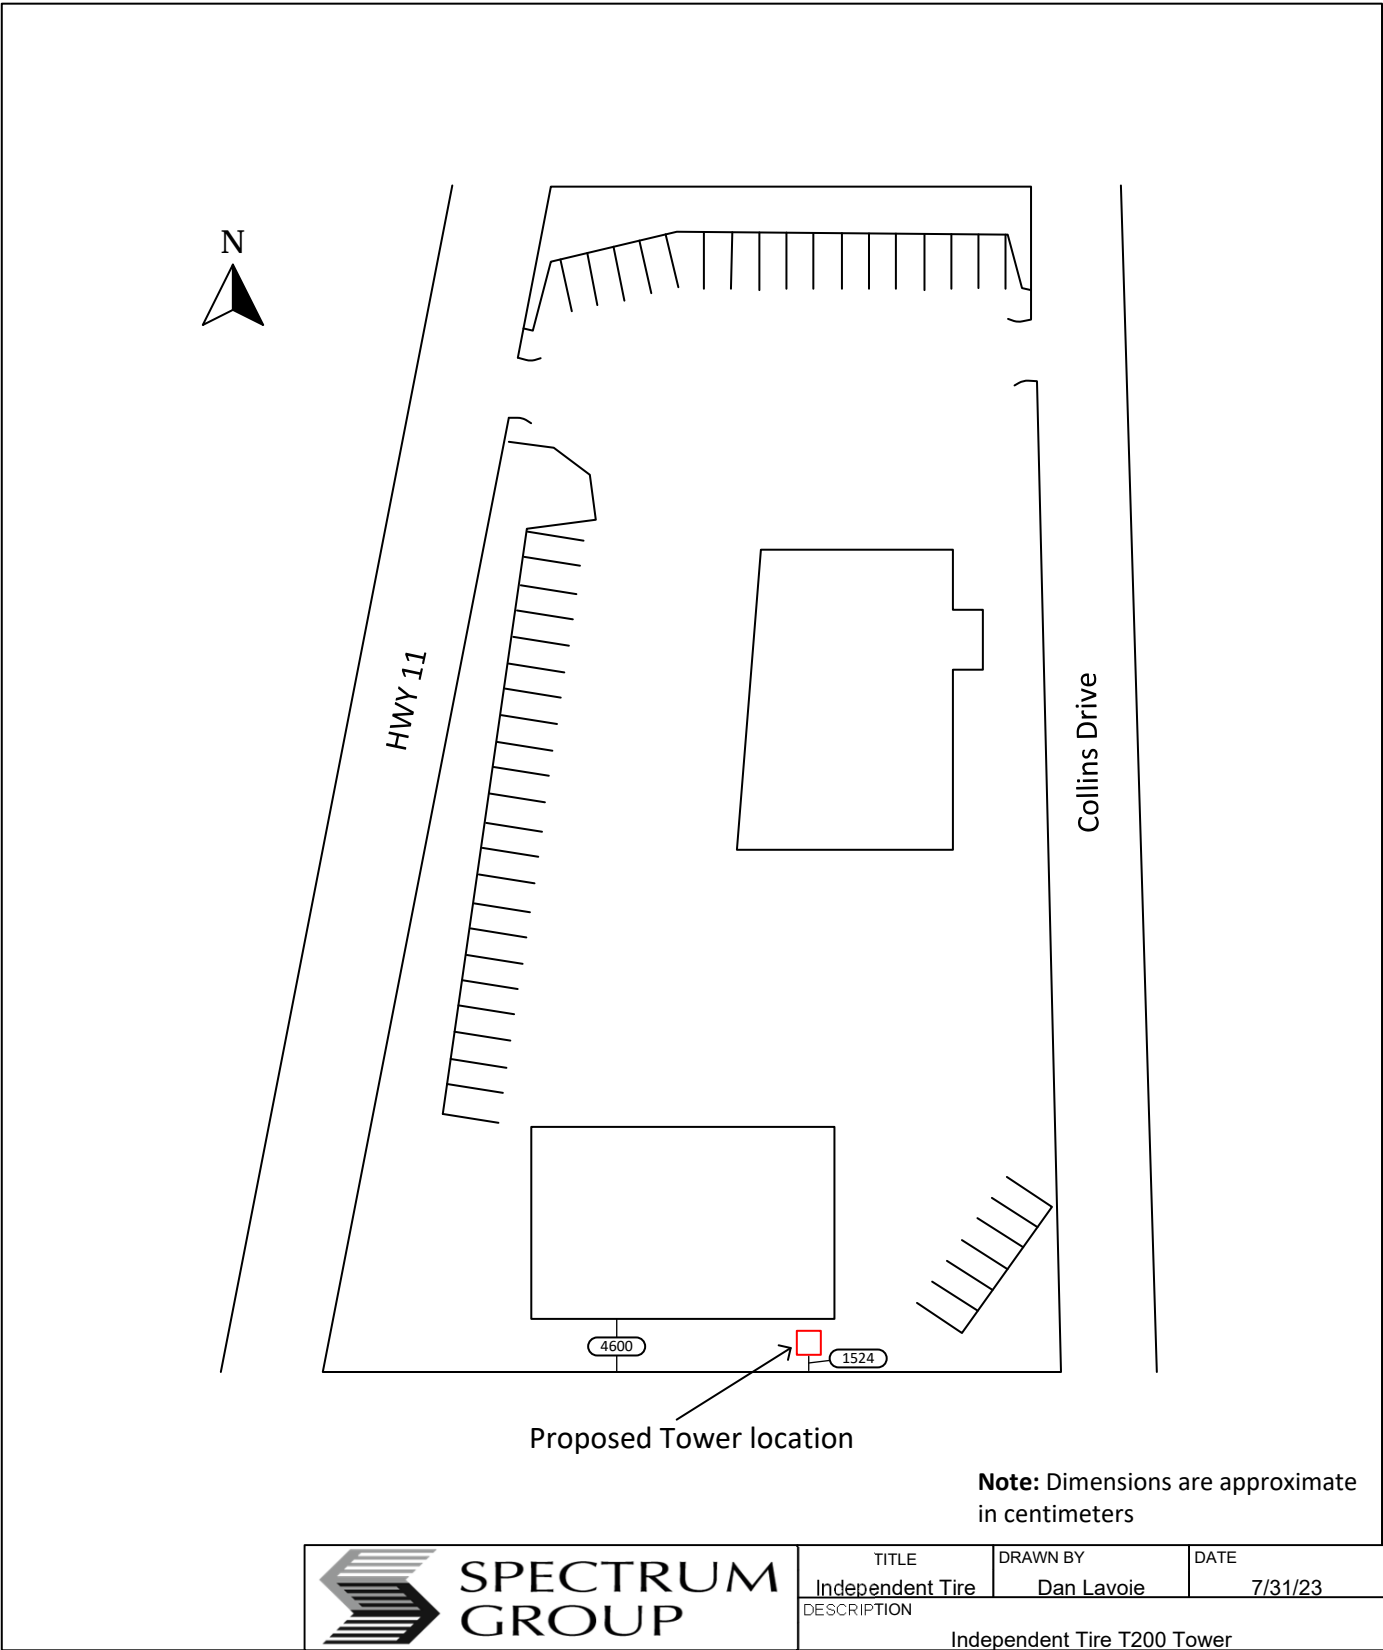 N
HWY 11
Collins Drive
4600
1524
Proposed Tower location
Note: Dimensions are approximate
in centimeters
SPECTRUM
GROUP
TITLE
Independent Tire
DRAWN BY
Dan Lavoie
DATE
7/31/23
DESCRIPTION
Independent Tire T200 Tower